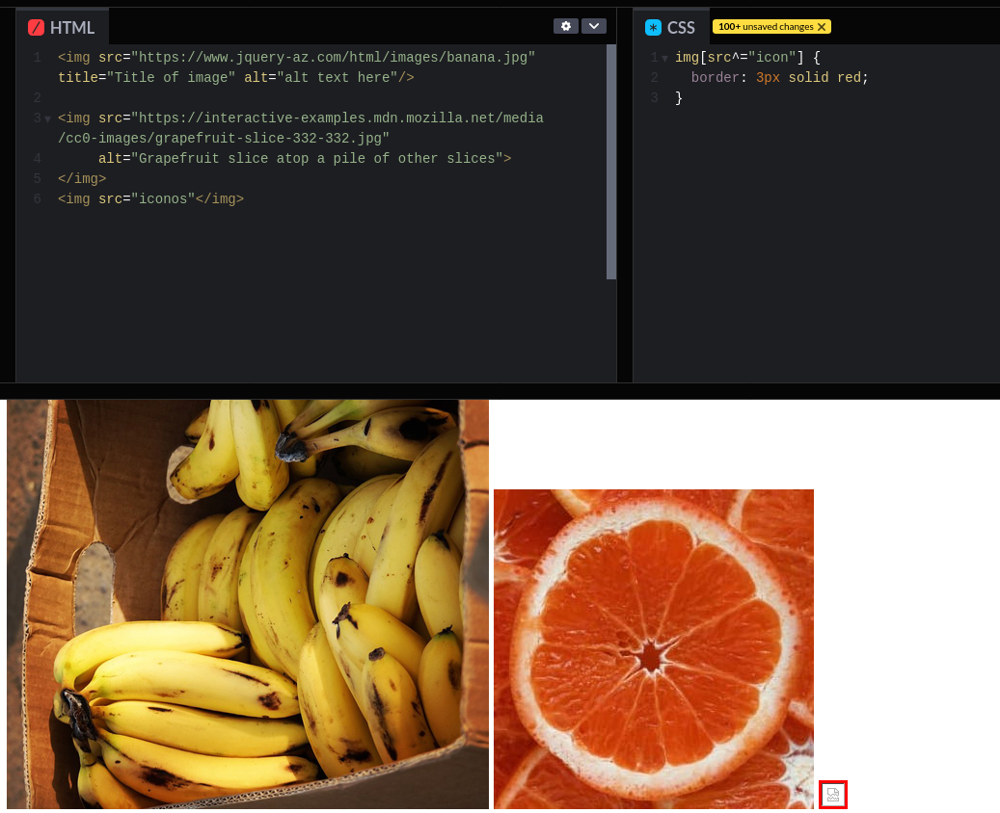 HTML
1 <img src="https://www.jquery-az.com/html/images/banana.jpg"
title="Title of image" alt="alt text here"/>
2
3 <img src="https://interactive-examples.mdn.mozilla.net/media
/cc0-images/grapefruit-slice-332-332.jpg"
4 alt="Grapefruit slice atop a pile of other slices">
5 </img>
6 <img src="iconos"</img>
CSS 100+ unsaved changes X
1 img[src^="icon"] {
2 border: 3px solid red;
3 }